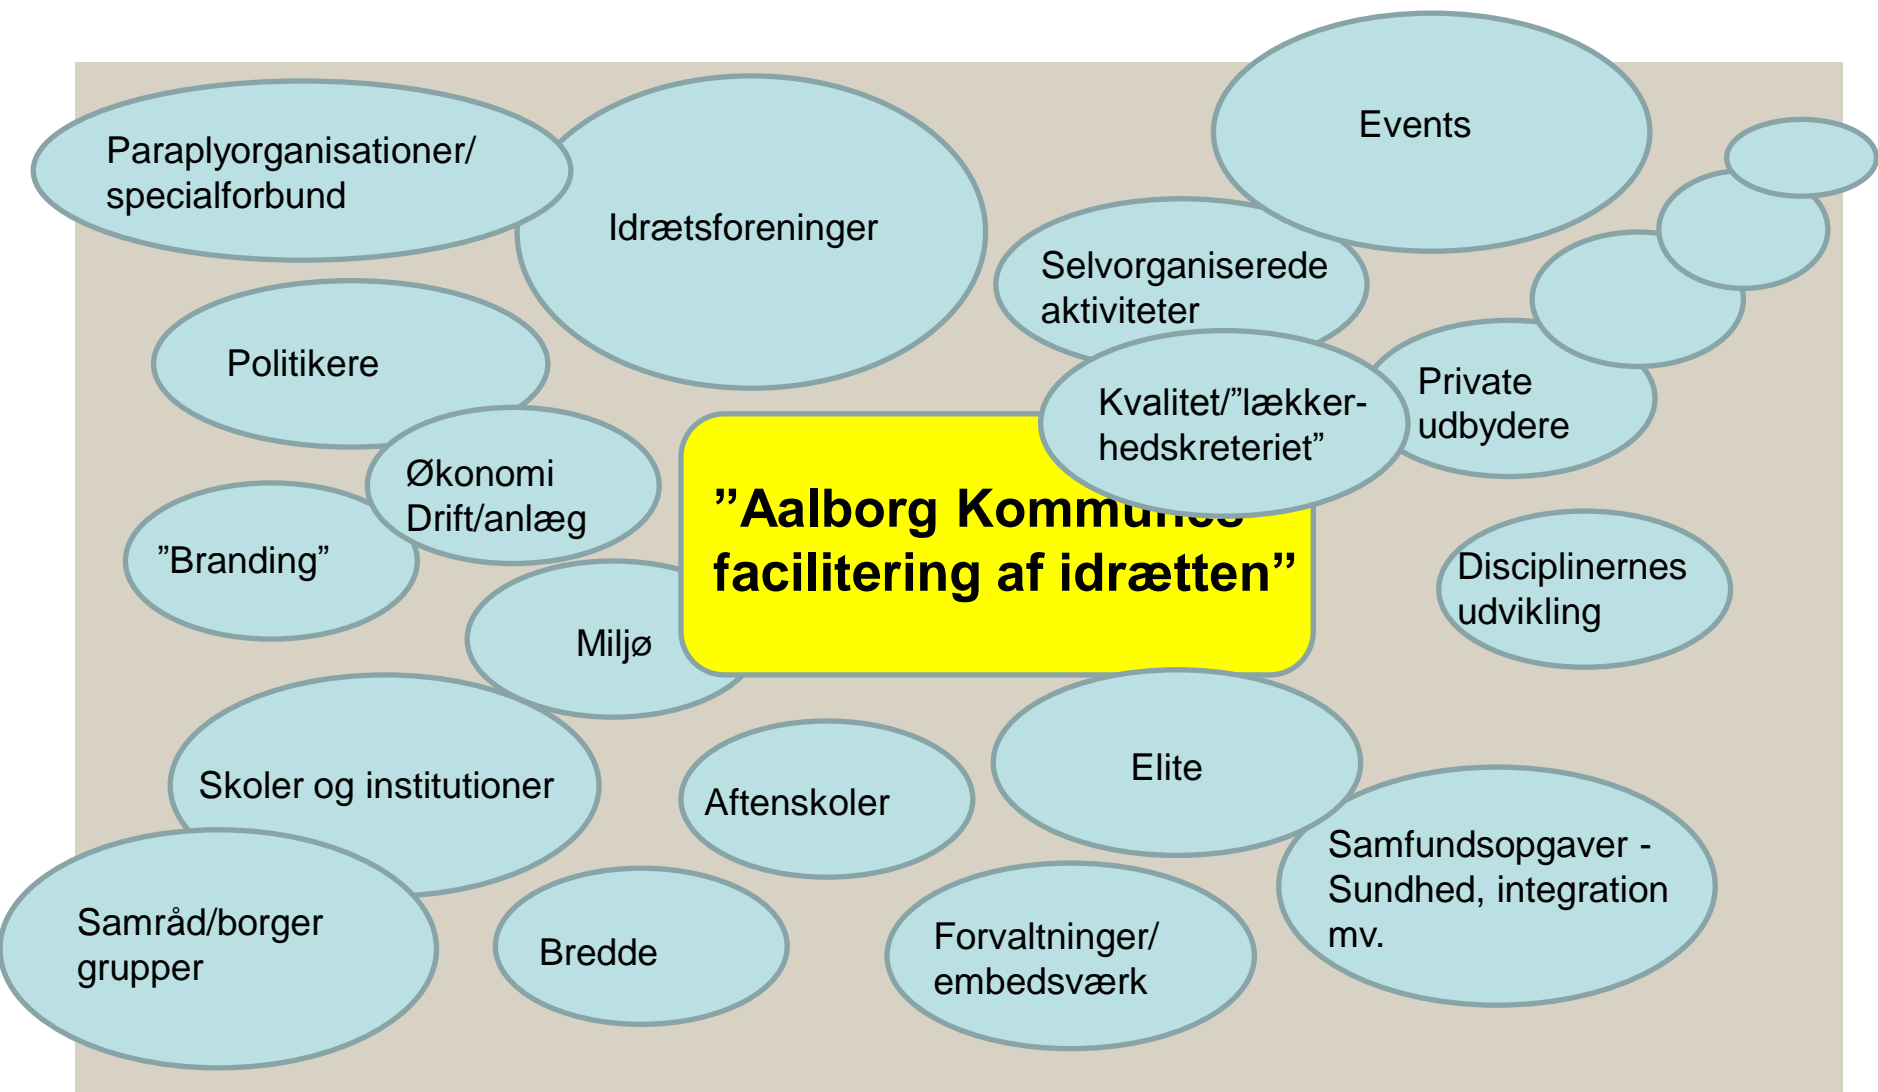 Paraplyorganisationer/
specialforbund
Idrætsforeninger
Events
Selvorganiserede
aktiviteter
Politikere
Kvalitet/”lækker-
hedskreteriet”
Private
udbydere
Økonomi
Drift/anlæg
”Branding”
”Aalborg Kommunes
facilitering af idrætten”
Disciplinernes
udvikling
Miljø
Skoler og institutioner
Aftenskoler
Elite
Samfundsopgaver -
Sundhed, integration
mv.
Samråd/borger
grupper
Bredde
Forvaltninger/
embedsværk